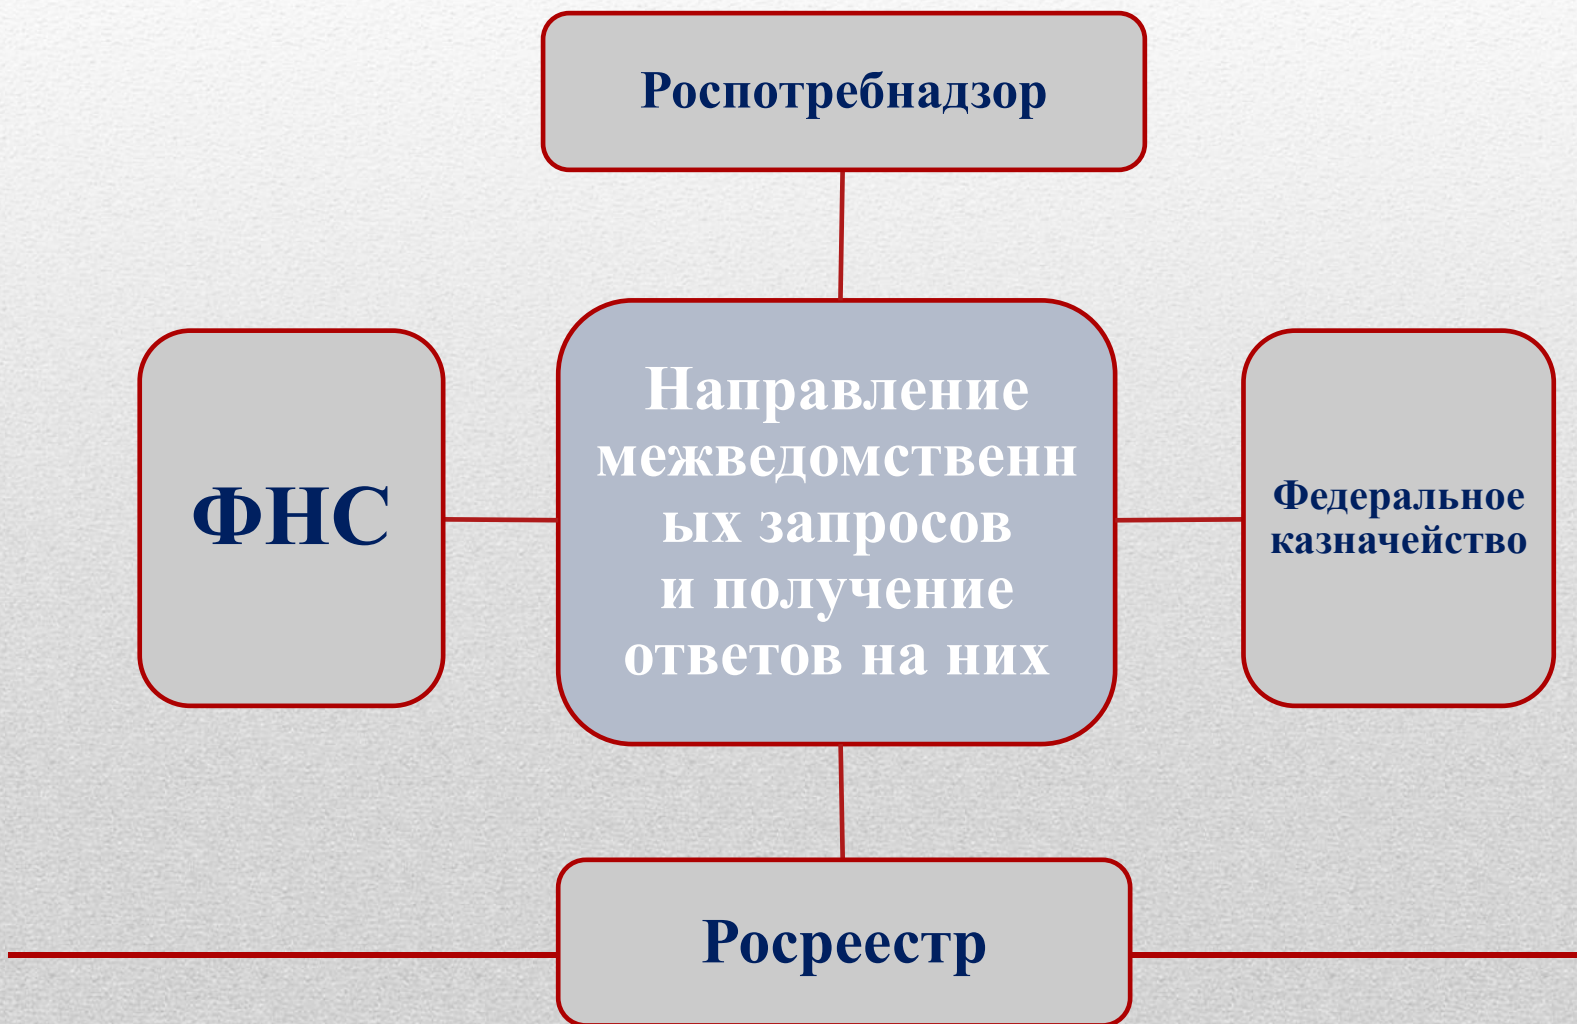 Роспотребнадзор
ФНС
Направление
межведомственн
ых запросов
и получение
ответов на них
Федеральное
казначейство
Росреестр